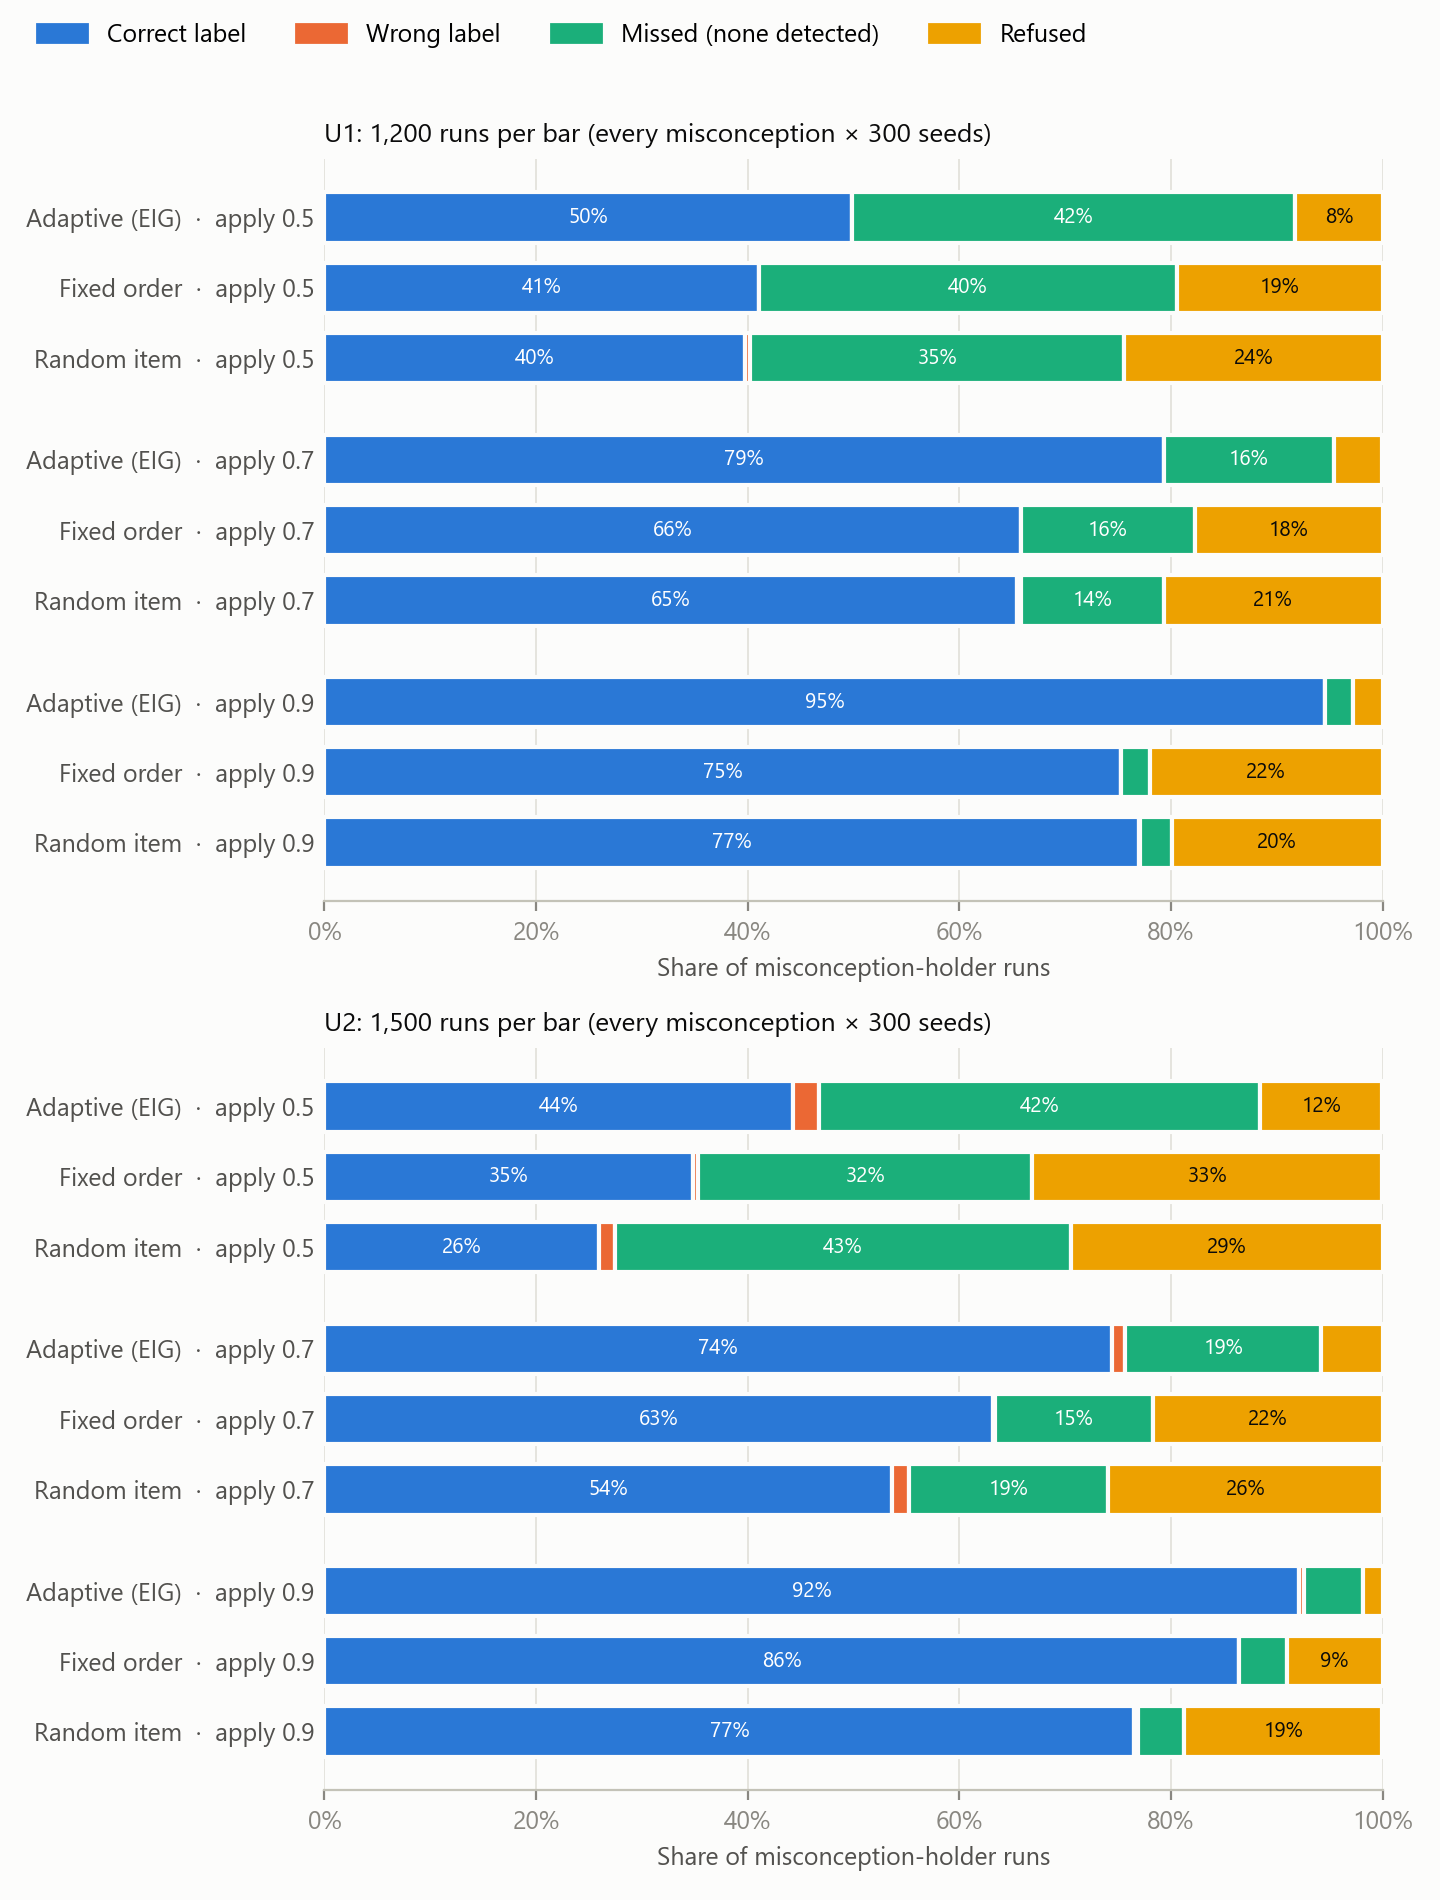 Correct label Wrong label Missed (none detected) Refused
U1: 1,200 runs per bar (every misconception × 300 seeds)
Adaptive (EIG) · apply 0.5 50% 42% 8%
Fixed order · apply 0.5 41% 40% 19%
Random item · apply 0.5 40% 35% 24%
Adaptive (EIG) · apply 0.7 79% 16%
Fixed order · apply 0.7 66% 16% 18%
Random item · apply 0.7 65% 14% 21%
Adaptive (EIG) · apply 0.9 95%
Fixed order · apply 0.9 75% 22%
Random item · apply 0.9 77% 20%
0% 20% 40% 60% 80% 100%
Share of misconception-holder runs
U2: 1,500 runs per bar (every misconception × 300 seeds)
Adaptive (EIG) · apply 0.5 44% 42% 12%
Fixed order · apply 0.5 35% 32% 33%
Random item · apply 0.5 26% 43% 29%
Adaptive (EIG) · apply 0.7 74% 19%
Fixed order · apply 0.7 63% 15% 22%
Random item · apply 0.7 54% 19% 26%
Adaptive (EIG) · apply 0.9 92%
Fixed order · apply 0.9 86% 9%
Random item · apply 0.9 77% 19%
0% 20% 40% 60% 80% 100%
Share of misconception-holder runs